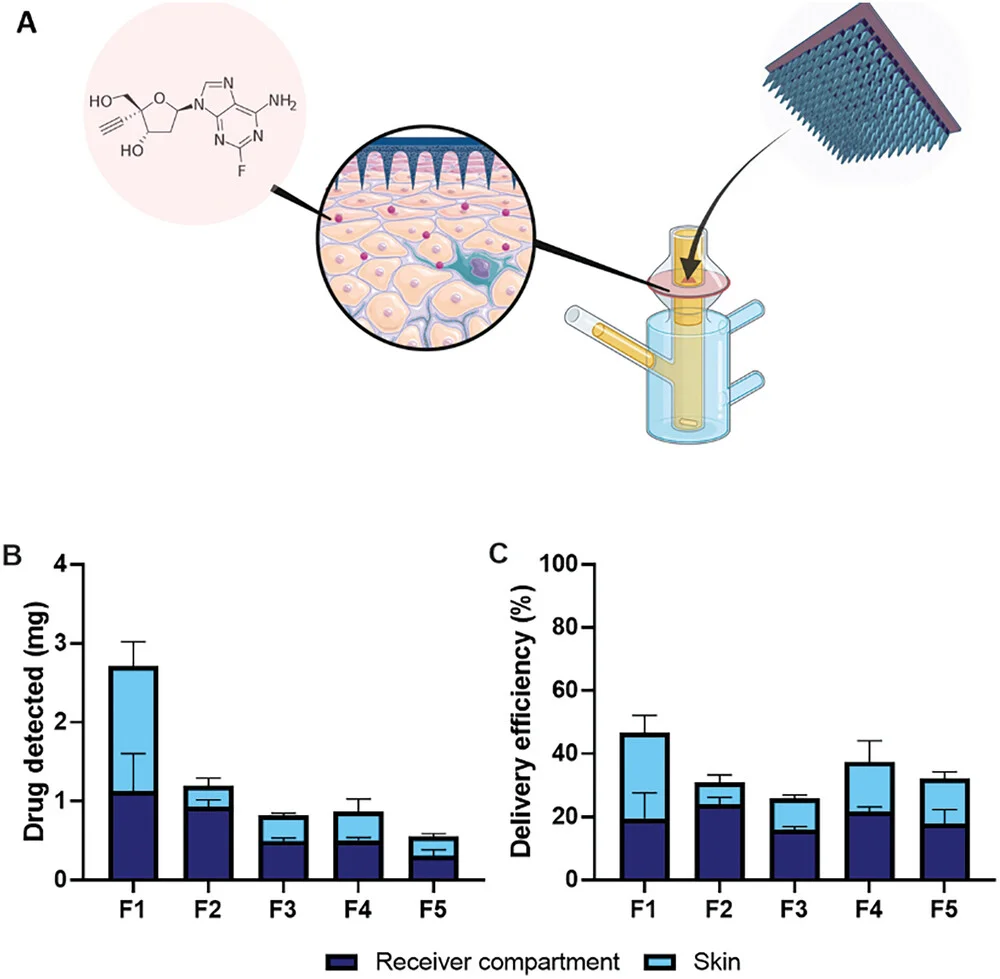 A
HO
O
N
N
NH2
HO
N
N
F
B
Drug detected (mg)
4
3
2
1
0
F1 F2 F3 F4 F5
C
Delivery efficiency (%)
100
80
60
40
20
0
F1 F2 F3 F4 F5
Receiver compartment Skin